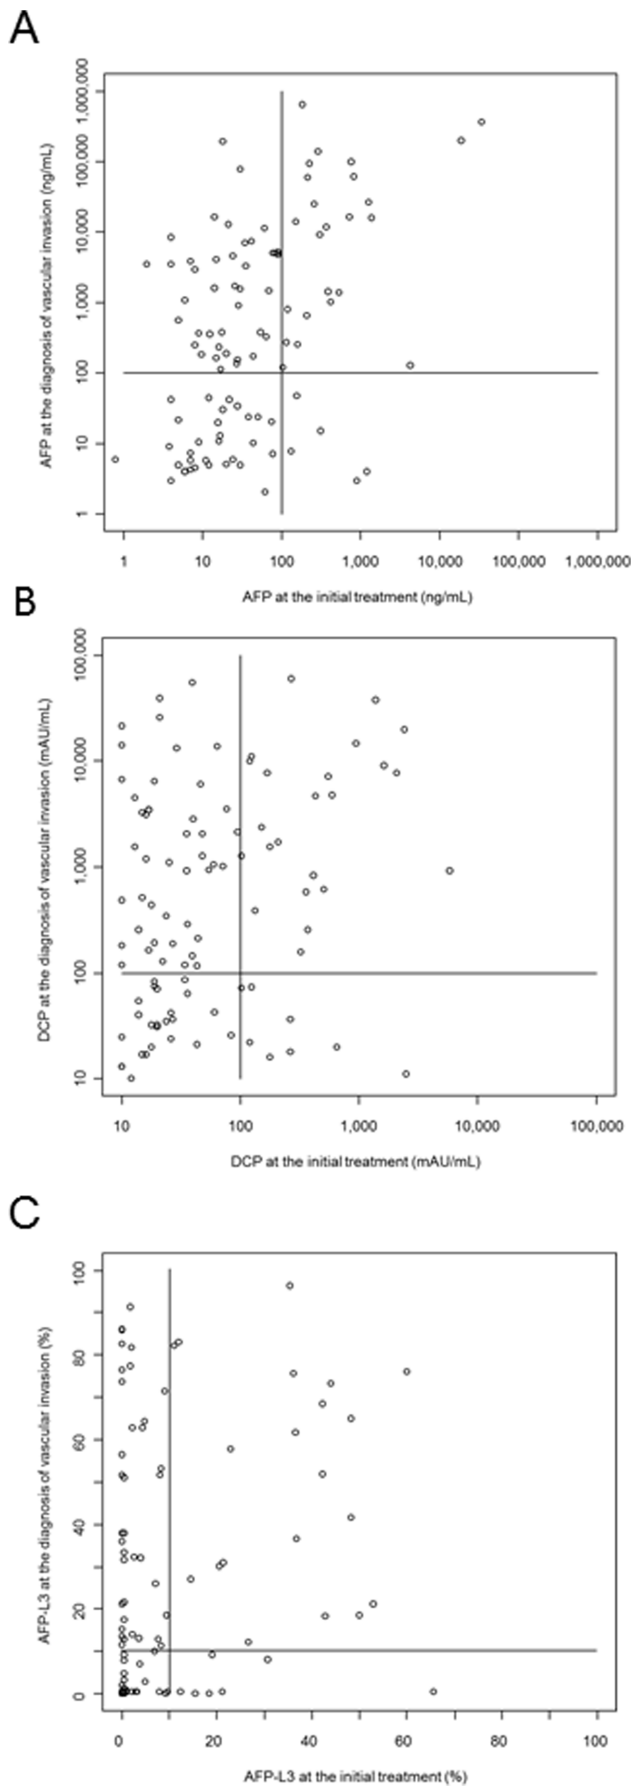 A
AFP at the diagnosis of vascular invasion (ng/mL)
1,000,000
100,000
10,000
1,000
100
10
1
1 10 100 1,000 10,000 100,000 1,000,000
AFP at the initial treatment (ng/mL)
B
DCP at the diagnosis of vascular invasion (mAU/mL)
100,000
10,000
1,000
100
10
10 100 1,000 10,000 100,000
DCP at the initial treatment (mAU/mL)
C
AFP-L3 at the diagnosis of vascular invasion (%)
100
80
60
40
20
0
0 20 40 60 80 100
AFP-L3 at the initial treatment (%)